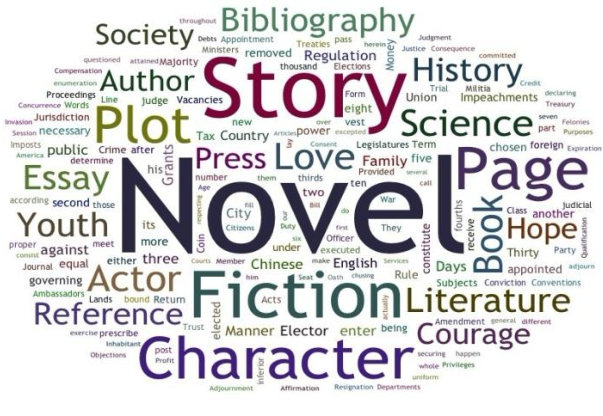 throughout Bibliography
Society Debts Appointment Treaties pass herein Judgment
Ministers Elections Money Justice Consequence
questioned attained Majority removed Regulation thousand committed
Compensation enumeration Author Story History
Proceedings Vacancies Form Trial Militia Credit declaring
Concurrence Words Line judge eight Union Impeachments Treasury
Jurisdiction Plot new over vest Science seven Felonies
Invasion Session necessary Tax Country Articles power excepted part Purposes
Imposts public Crime after his Grants Press lay Love Consent Legislatures Term chosen foreign Expiration
America determine Family five Page
Essay number them thirds Provided several
according second those Age two ten call fourths judicial
Youth its respecting fill City Bill War Class another
Novel our Duty do They constitute receive Book Hope
proper meet more Coin Citizens six first Officer Thirty Party Qualification
consist against either three under executed adjourn
Journal equal Courts Member Chinese make English Services Rule Days appointed
governing Actor him Seat Oath chusing Subjects Conviction Conventions
Ambassadors Lands bound Return Fiction Acts actually Literature
Reference elected
exercise prescribe Trust Manner Elector enter being Amendment general different
Inhabitant post Character Courage securing happen
Objections Profit Inferior whole Privileges
Adjournment Affirmation Resignation Departments uniform